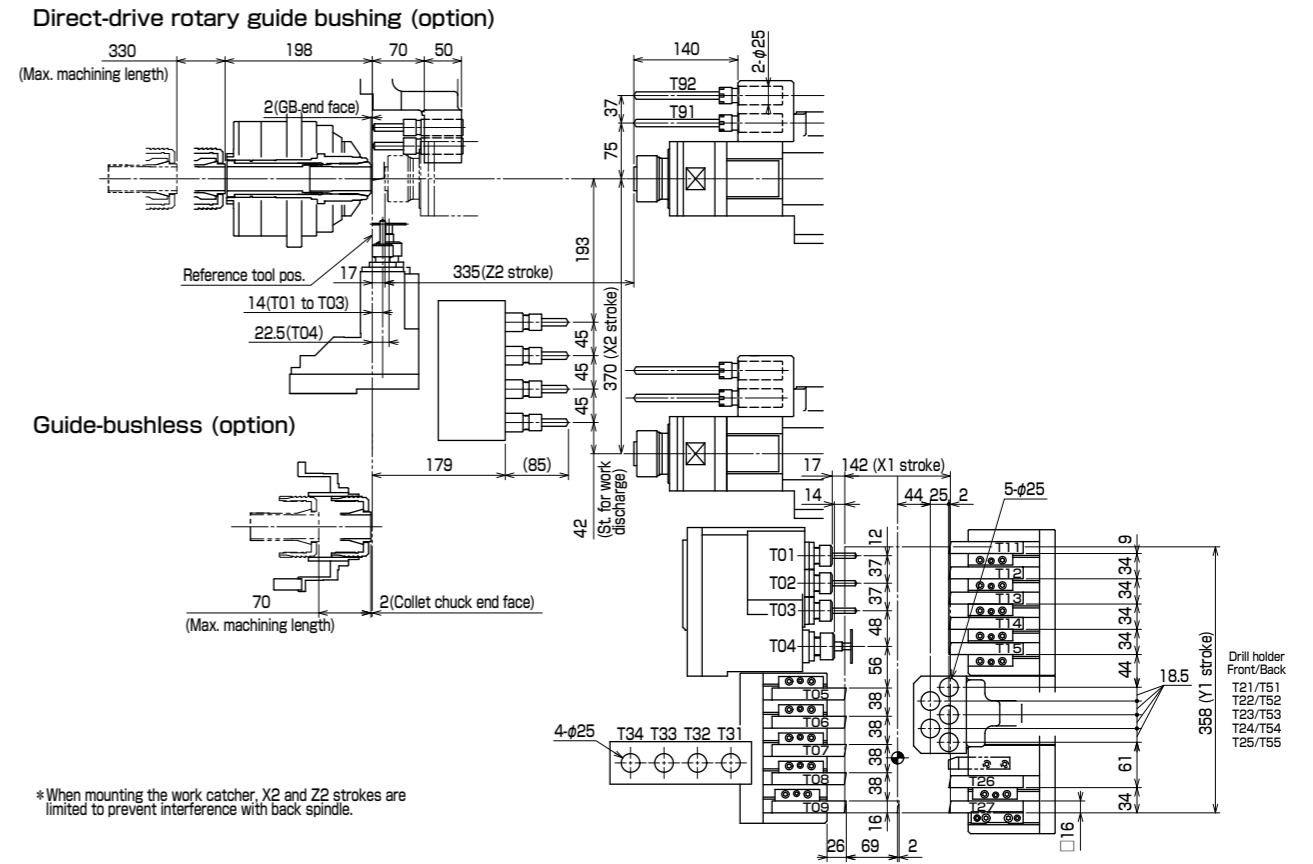 Direct-drive rotary guide bushing (option)
330
198
70
50
140
2-φ25
(Max. machining length)
T92
2(GB end face)
37
T91
75
193
Reference tool pos.
17
335(Z2 stroke)
14(T01 to T03)
370 (X2 stroke)
22.5(T04)
45
45
45
Guide-bushless (option)
179
(85)
42
(St. for work
discharge)
17
142 (X1 stroke)
14
44
25
2
5-φ25
12
T01
37
T02
37
T03
48
T04
56
T05
38
T06
38
T07
38
T08
38
T09
16
26
69
2
70
2(Collet chuck end face)
(Max. machining length)
4-φ25
T34 T33 T32 T31
T11
9
34
T12
34
T13
34
T14
34
T15
44
18.5
358 (Y1 stroke)
Drill holder
Front/Back
T21/T51
T22/T52
T23/T53
T24/T54
T25/T55
61
T26
34
T27
□16
*When mounting the work catcher, X2 and Z2 strokes are
limited to prevent interference with back spindle.